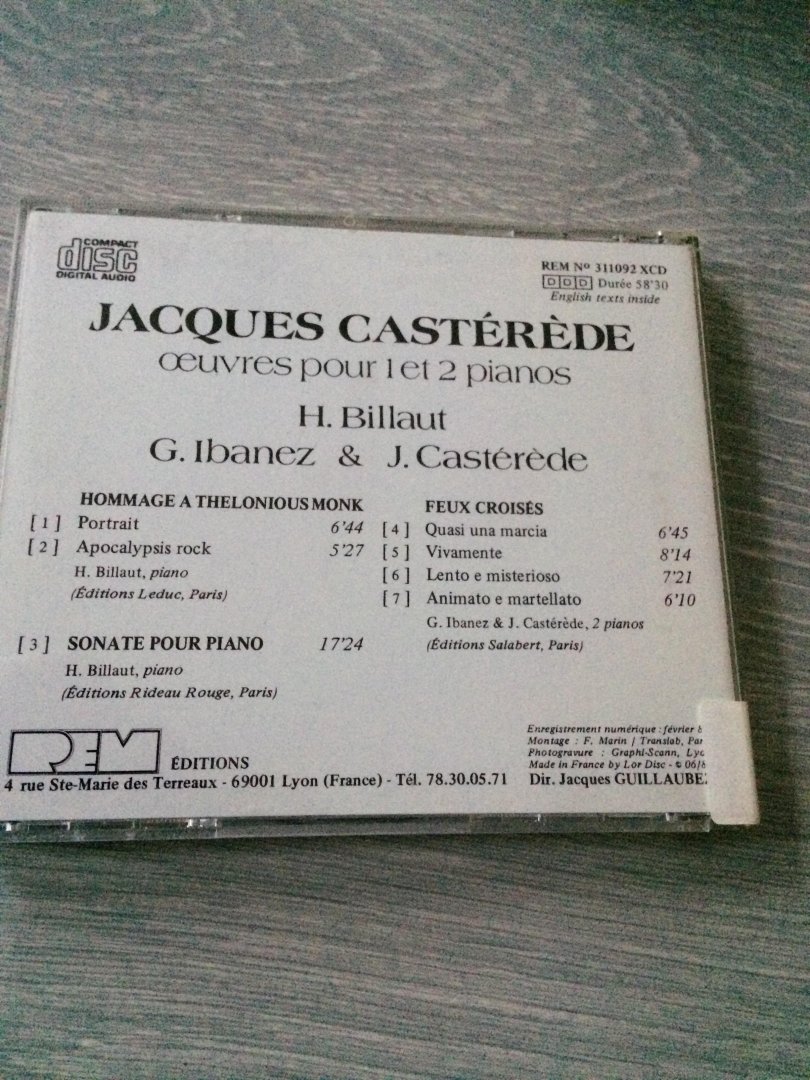 COMPACT
disc
DIGITAL AUDIO
REM Nº 311092 XCD
DDD Durée 58'30
English texts inside
JACQUES CASTÉRÈDE
œuvres pour 1 et 2 pianos
H. Billaut
G. Ibanez & J. Castérède
HOMMAGE A THELONIOUS MONK
[1] Portrait 6'44
[2] Apocalypsis rock 5'27
H. Billaut, piano
(Éditions Leduc, Paris)
[3] SONATE POUR PIANO 17'24
H. Billaut, piano
(Éditions Rideau Rouge, Paris)
FEUX CROISÉS
[4] Quasi una marcia 6'45
[5] Vivamente 8'14
[6] Lento e misterioso 7'21
[7] Animato e martellato 6'10
G. Ibanez & J. Castérède, 2 pianos
(Éditions Salabert, Paris)
REM ÉDITIONS
4 rue Ste-Marie des Terreaux - 69001 Lyon (France) - Tél. 78.30.05.71
Enregistrement numérique : février
Montage : F. Marin / Translab,
Photogravure : Graphi-Scann,
Made in France by Lor Disc - © 06/
Dir. Jacques